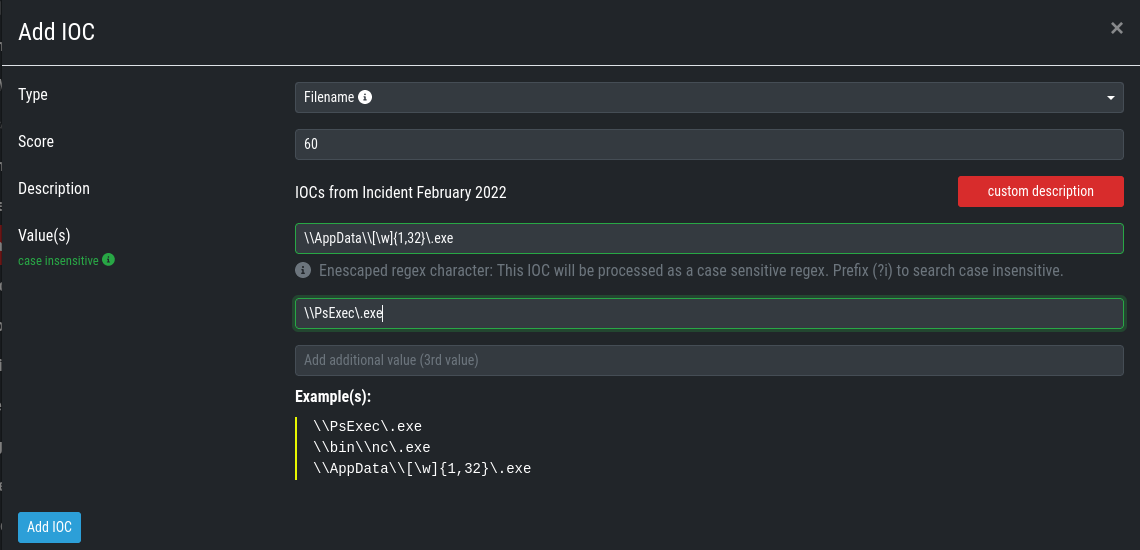 Add IOC
×
Type
Filename
Score
60
Description
IOCs from Incident February 2022
custom description
Value(s)
case insensitive
\\AppData\\[\w]{1,32}\.exe
Enescaped regex character: This IOC will be processed as a case sensitive regex. Prefix (?i) to search case insensitive.
\\PsExec\.exe
Add additional value (3rd value)
Example(s):
\\PsExec\.exe
\\bin\\nc\.exe
\\AppData\\[\w]{1,32}\.exe
Add IOC